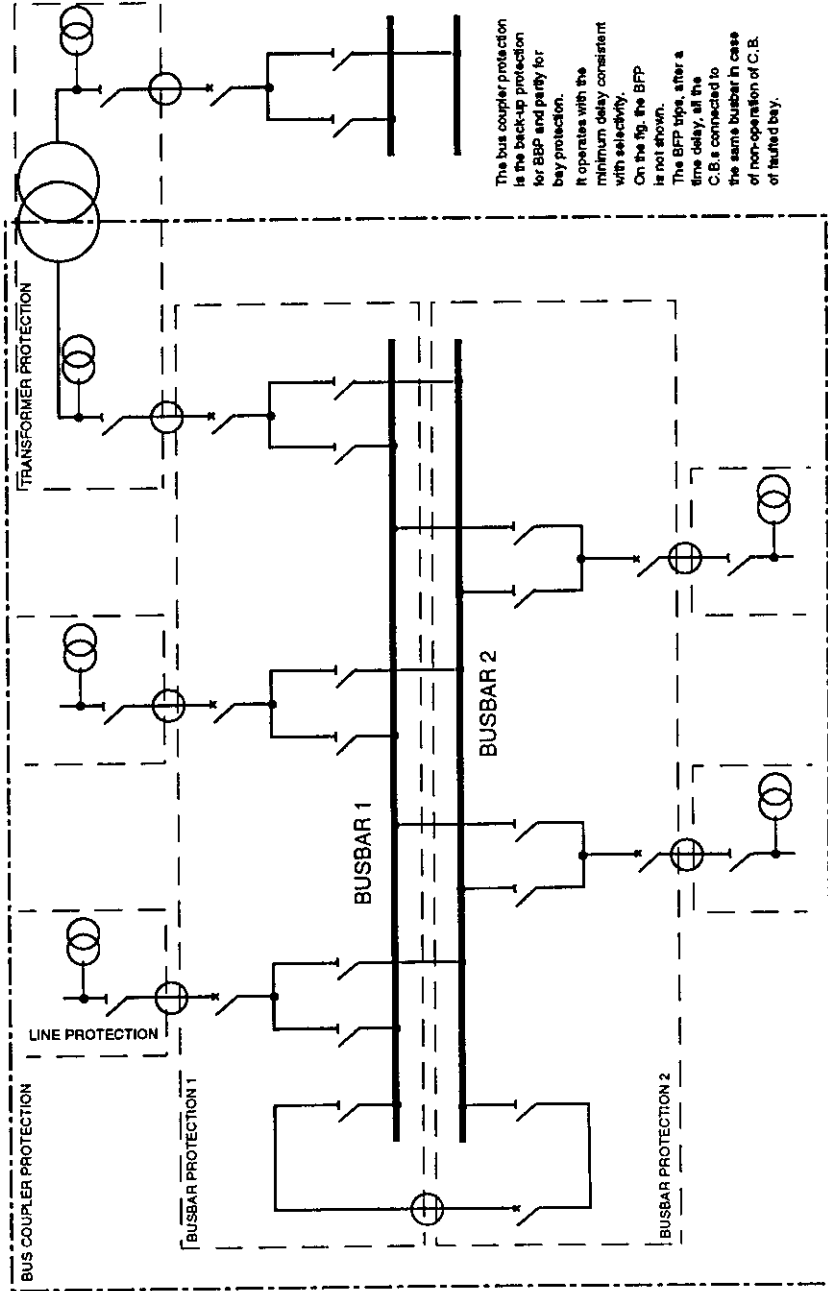 The bus coupler protection
is the back-up protection
for BBP and partly for
bay protection.
It operates with the
minimum delay consistent
with selectivity.
On the fig. the BFP
is not shown.
The BFP trips, after a
time delay, all the
C.B.s connected to
the same busbar in case
of non-operation of C.B.
of faulted bay.
TRANSFORMER PROTECTION
BUSBAR 2
BUSBAR 1
LINE PROTECTION
BUS COUPLER PROTECTION
BUSBAR PROTECTION 1
BUSBAR PROTECTION 2